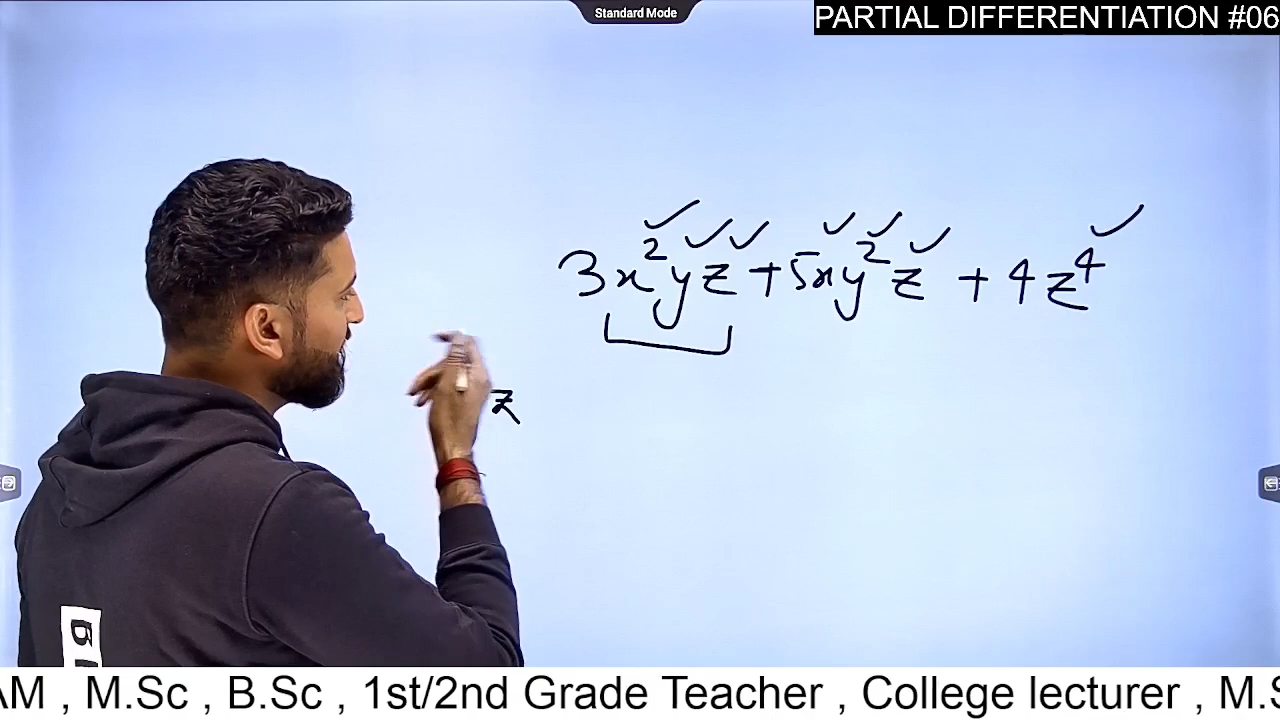 Standard Mode
PARTIAL DIFFERENTIATION #06
3x²yz + 5xy²z + 4z⁴
z
AM , M.Sc , B.Sc , 1st/2nd Grade Teacher , College lecturer , M.S